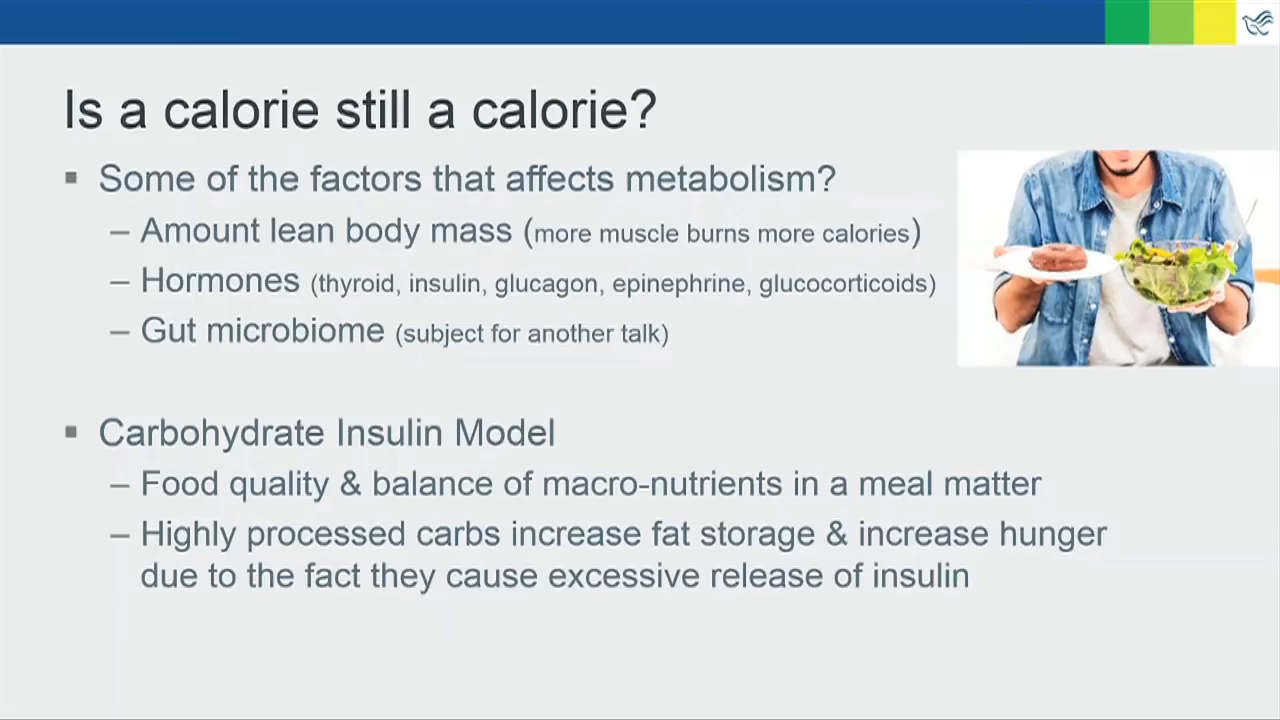 Is a calorie still a calorie?
▪ Some of the factors that affects metabolism?
– Amount lean body mass (more muscle burns more calories)
– Hormones (thyroid, insulin, glucagon, epinephrine, glucocorticoids)
– Gut microbiome (subject for another talk)
▪ Carbohydrate Insulin Model
– Food quality & balance of macro-nutrients in a meal matter
– Highly processed carbs increase fat storage & increase hunger
due to the fact they cause excessive release of insulin